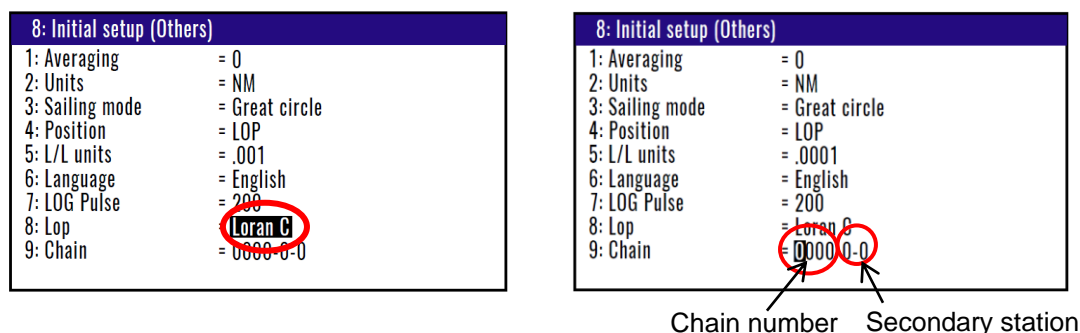 8: Initial setup (Others)
1: Averaging = 0
2: Units = NM
3: Sailing mode = Great circle
4: Position = LOP
5: L/L units = .001
6: Language = English
7: LOG Pulse = 200
8: Lop = Loran C
9: Chain = 0000-0-0
8: Initial setup (Others)
1: Averaging = 0
2: Units = NM
3: Sailing mode = Great circle
4: Position = LOP
5: L/L units = .0001
6: Language = English
7: LOG Pulse = 200
8: Lop = Loran C
9: Chain = 0000-0-0
Chain number Secondary station